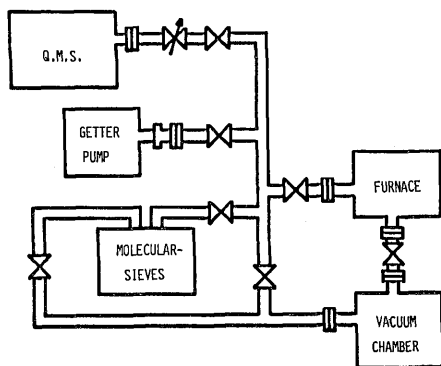 Q.M.S.
GETTER
PUMP
FURNACE
MOLECULAR-
SIEVES
VACUUM
CHAMBER